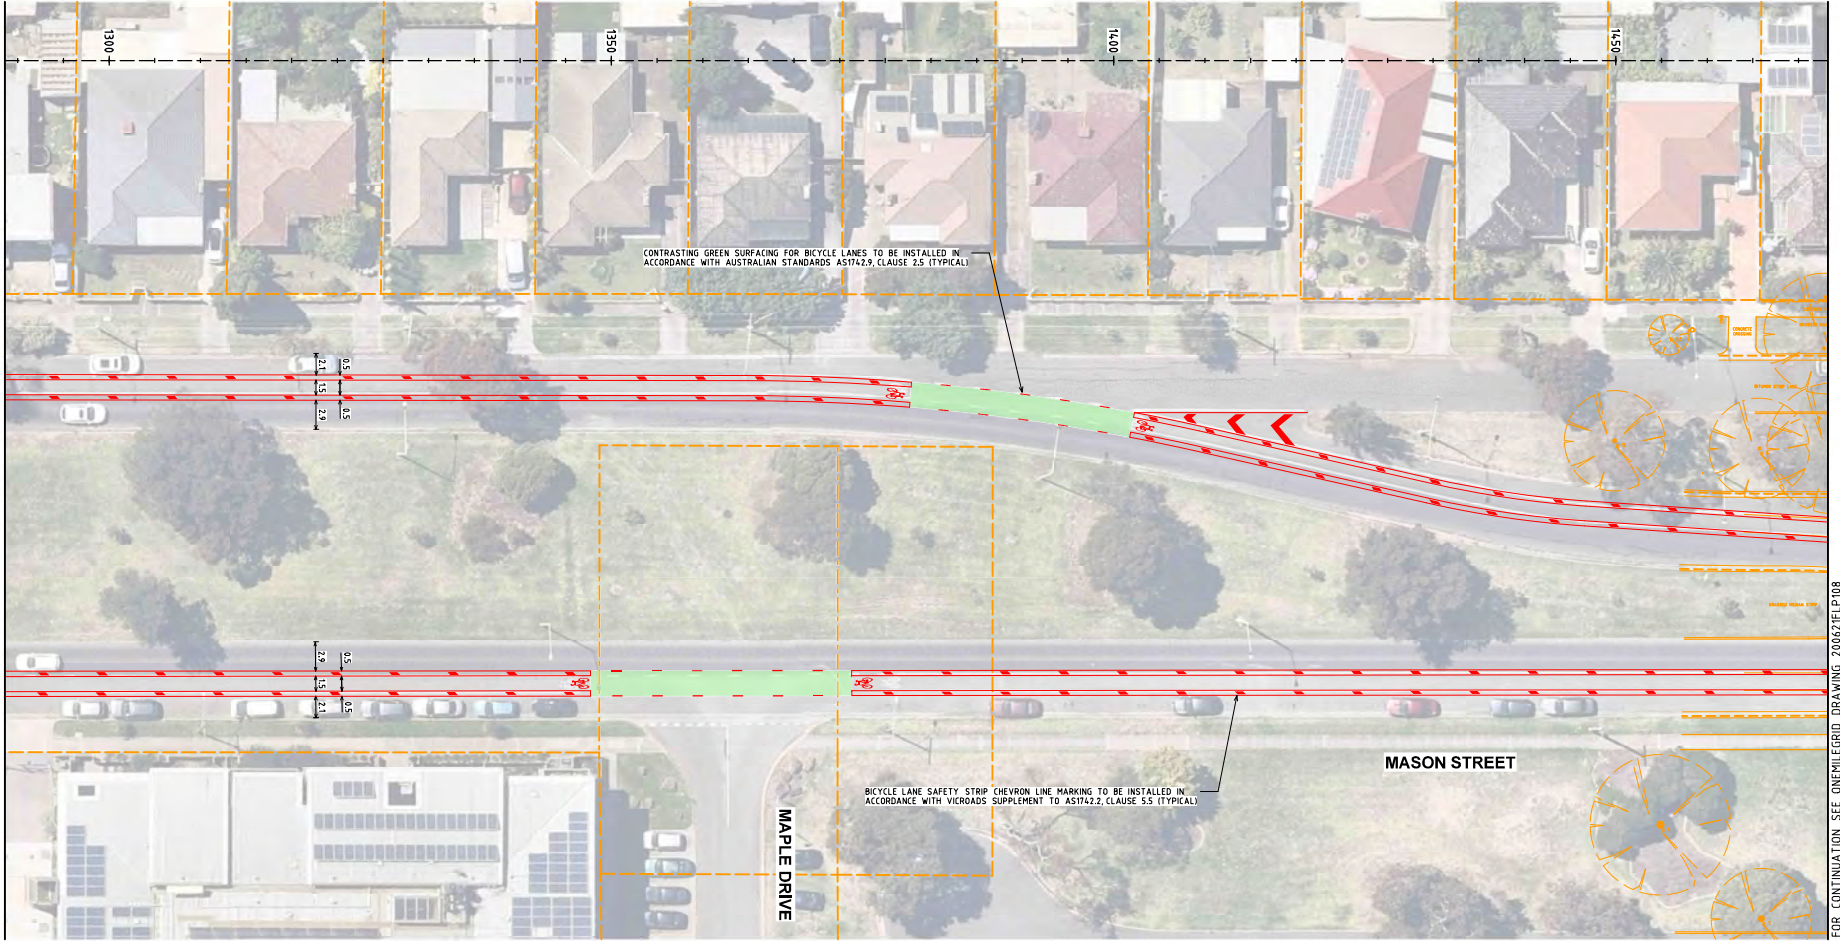 1300
1350
1400
1450
CONTRASTING GREEN SURFACING FOR BICYCLE LANES TO BE INSTALLED IN
ACCORDANCE WITH AUSTRALIAN STANDARDS AS1742.9, CLAUSE 2.5 (TYPICAL)
CONCRETE
CROSSING
2.1
0.5
1.5
2.9
0.5
2.9
0.5
1.5
2.1
0.5
MASON STREET
BICYCLE LANE SAFETY STRIP CHEVRON LINE MARKING TO BE INSTALLED IN
ACCORDANCE WITH VICROADS SUPPLEMENT TO AS1742.2, CLAUSE 5.5 (TYPICAL)
MAPLE DRIVE
FOR CONTINUATION SEE ONEMILEGRID DRAWING 200621FLP108